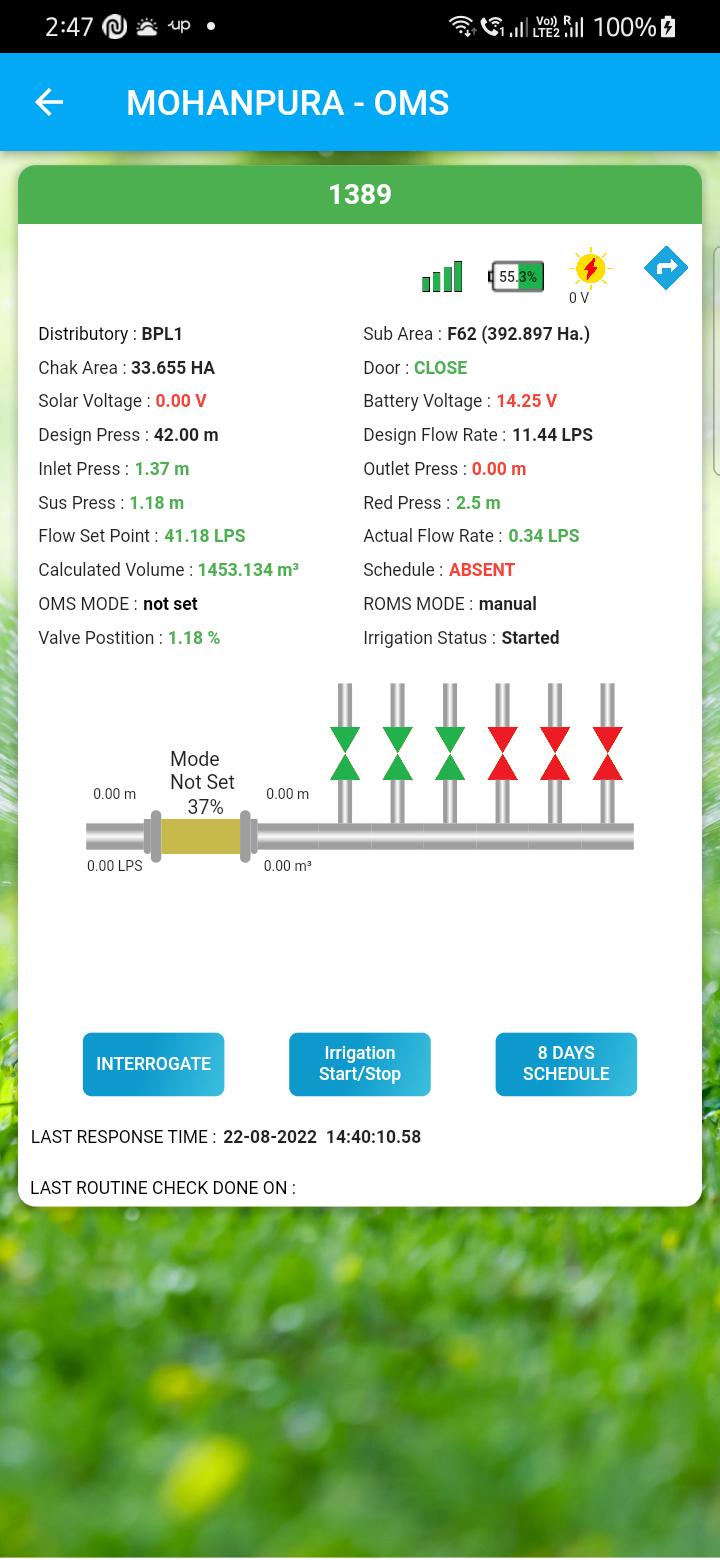 2:47 up 1 Vo) LTE2 R 100%
MOHANPURA - OMS
1389
55.3%
0 V
Distributory : BPL1 Sub Area : F62 (392.897 Ha.)
Chak Area : 33.655 HA Door : CLOSE
Solar Voltage : 0.00 V Battery Voltage : 14.25 V
Design Press : 42.00 m Design Flow Rate : 11.44 LPS
Inlet Press : 1.37 m Outlet Press : 0.00 m
Sus Press : 1.18 m Red Press : 2.5 m
Flow Set Point : 41.18 LPS Actual Flow Rate : 0.34 LPS
Calculated Volume : 1453.134 m³ Schedule : ABSENT
OMS MODE : not set ROMS MODE : manual
Valve Postition : 1.18 % Irrigation Status : Started
Mode
Not Set
37%
0.00 m 0.00 m
0.00 LPS 0.00 m³
INTERROGATE
Irrigation
Start/Stop
8 DAYS
SCHEDULE
LAST RESPONSE TIME : 22-08-2022 14:40:10.58
LAST ROUTINE CHECK DONE ON :